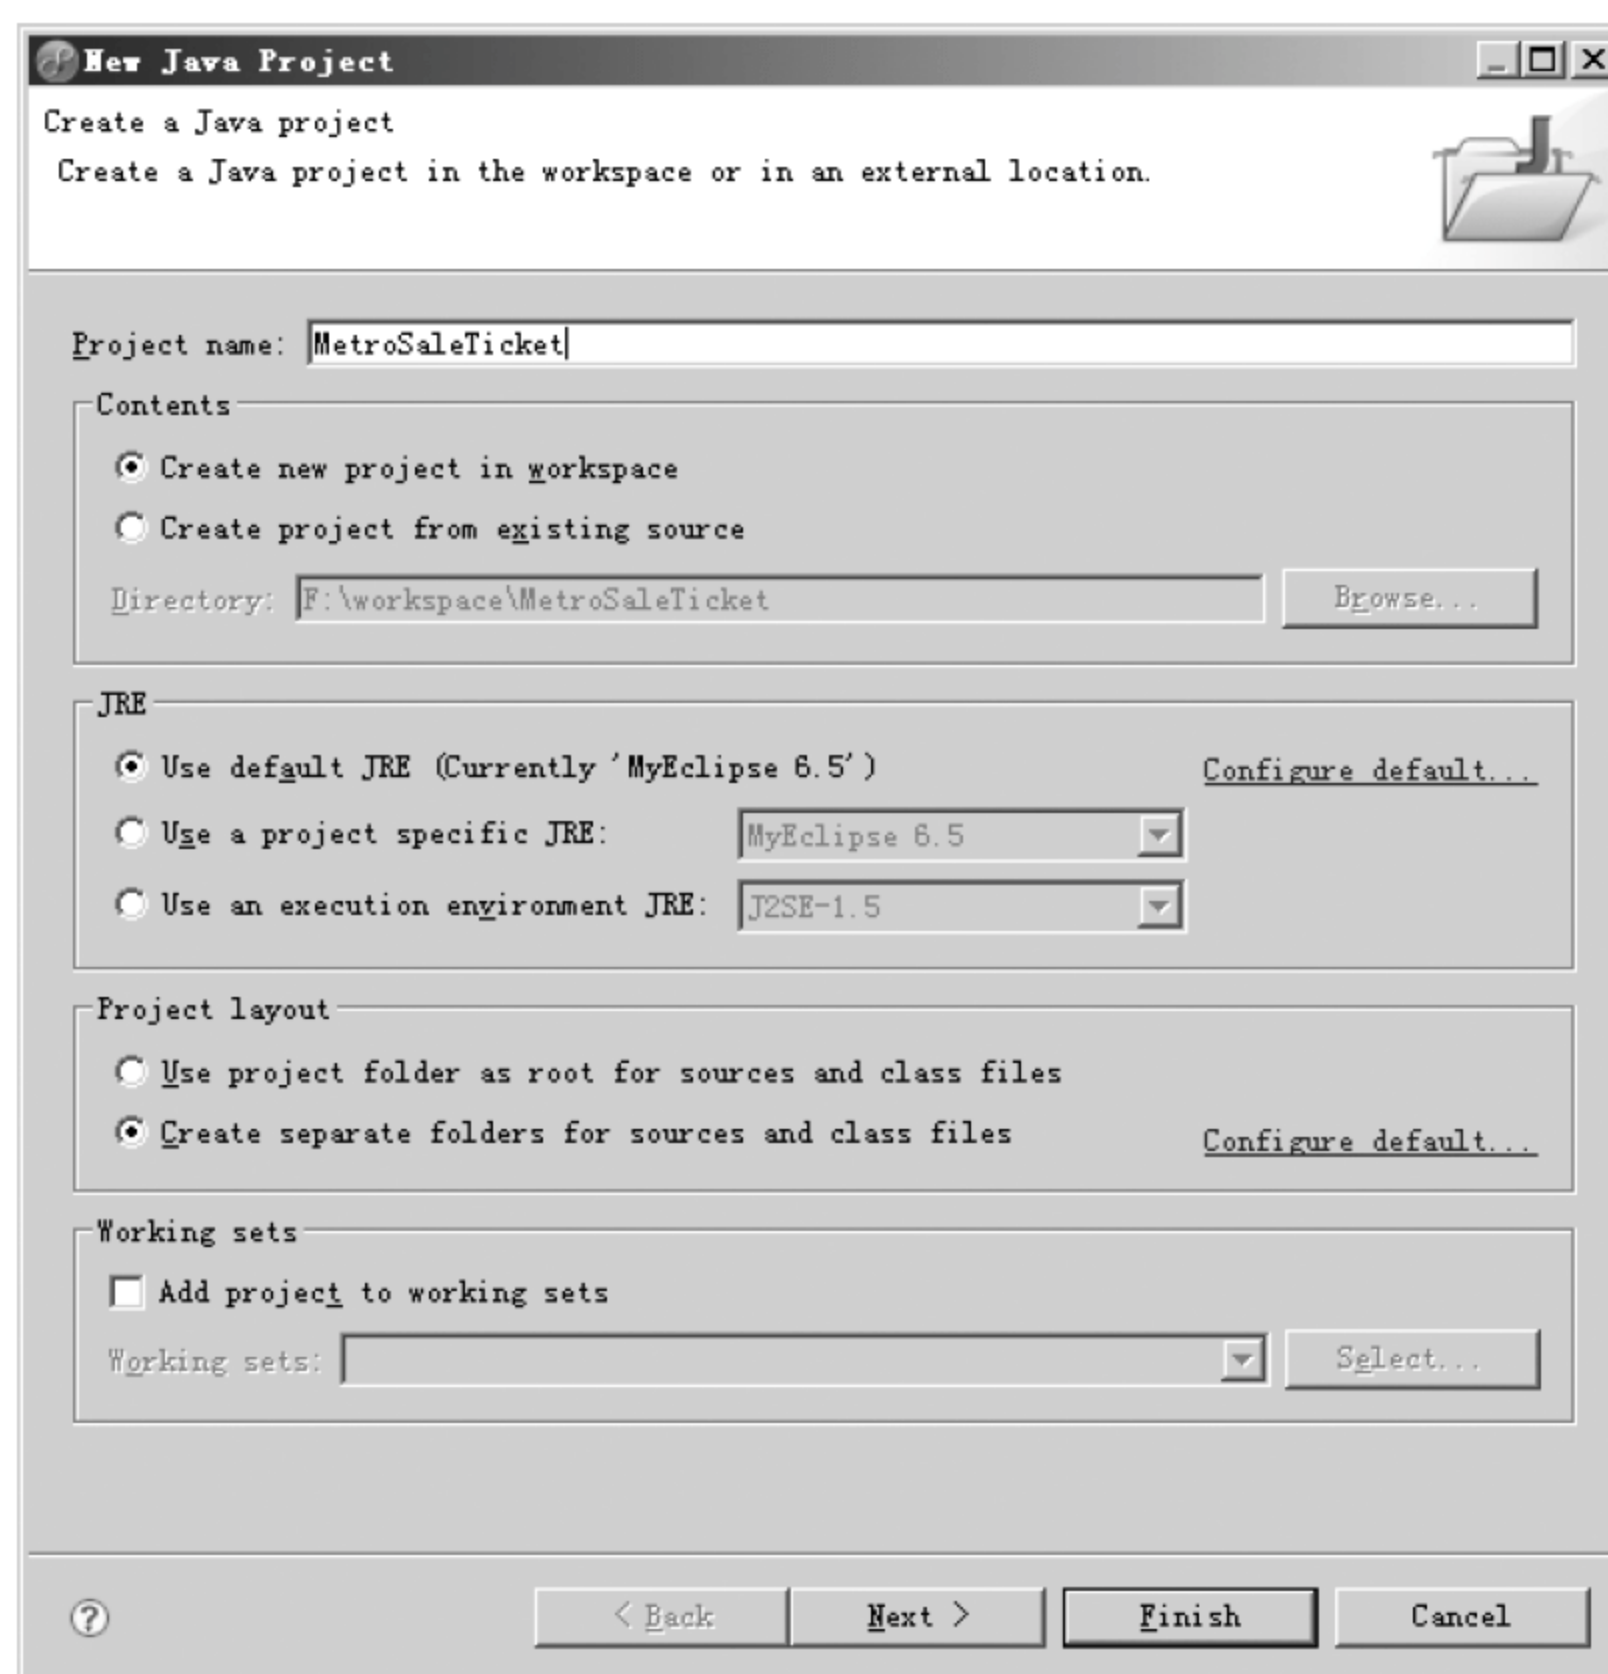 New Java Project
Create a Java project
Create a Java project in the workspace or in an external location.
Project name: MetroSaleTicket
Contents
Create new project in workspace
Create project from existing source
Directory: F:\workspace\MetroSaleTicket Browse...
JRE
Use default JRE (Currently 'MyEclipse 6.5') Configure default...
Use a project specific JRE: MyEclipse 6.5
Use an execution environment JRE: J2SE-1.5
Project layout
Use project folder as root for sources and class files
Create separate folders for sources and class files Configure default...
Working sets
Add project to working sets
Working sets: Select...
? < Back Next > Finish Cancel